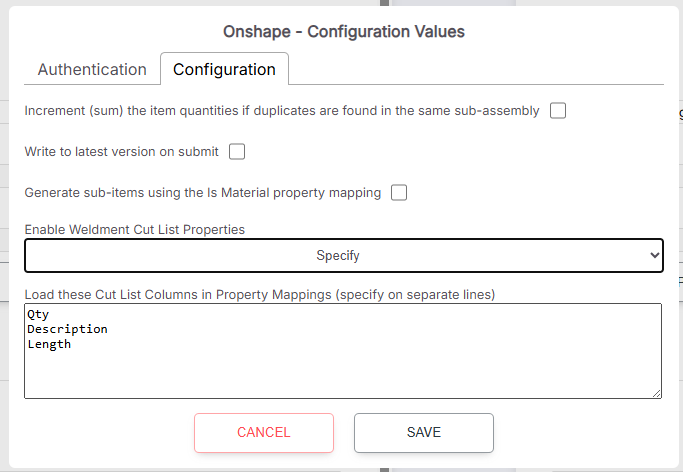 Onshape - Configuration Values
Authentication
Configuration
Increment (sum) the item quantities if duplicates are found in the same sub-assembly
Write to latest version on submit
Generate sub-items using the Is Material property mapping
Enable Weldment Cut List Properties
Specify
Load these Cut List Columns in Property Mappings (specify on separate lines)
Qty
Description
Length
CANCEL
SAVE